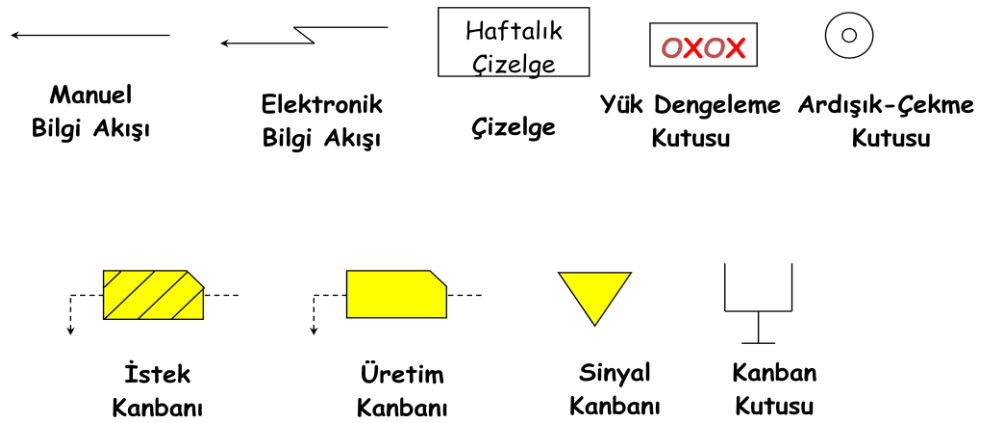 Haftalık
Çizelge
OXOX
Manuel
Bilgi Akışı
Elektronik
Bilgi Akışı
Çizelge
Yük Dengeleme
Kutusu
Ardışık-Çekme
Kutusu
İstek
Kanbanı
Üretim
Kanbanı
Sinyal
Kanbanı
Kanban
Kutusu